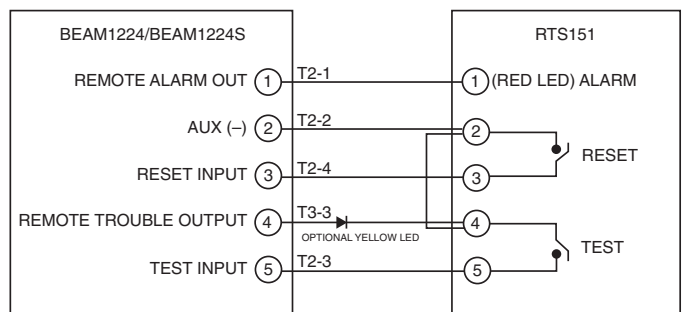 BEAM1224/BEAM1224S
RTS151
REMOTE ALARM OUT 1 T2-1 1 (RED LED) ALARM
AUX (–) 2 T2-2 2
RESET
RESET INPUT 3 T2-4 3
REMOTE TROUBLE OUTPUT 4 T3-3 4
OPTIONAL YELLOW LED
TEST
TEST INPUT 5 T2-3 5